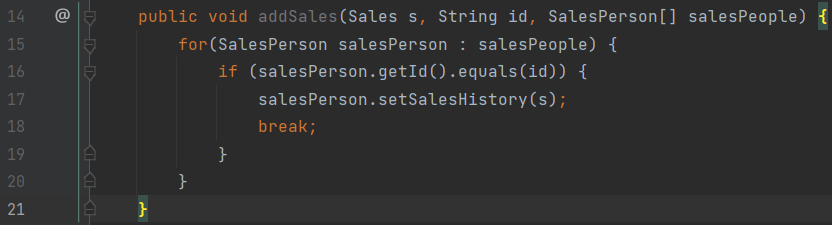 14 @ public void addSales(Sales s, String id, SalesPerson[] salesPeople) {
15 for(SalesPerson salesPerson : salesPeople) {
16 if (salesPerson.getId().equals(id)) {
17 salesPerson.setSalesHistory(s);
18 break;
19 }
20 }
21 }